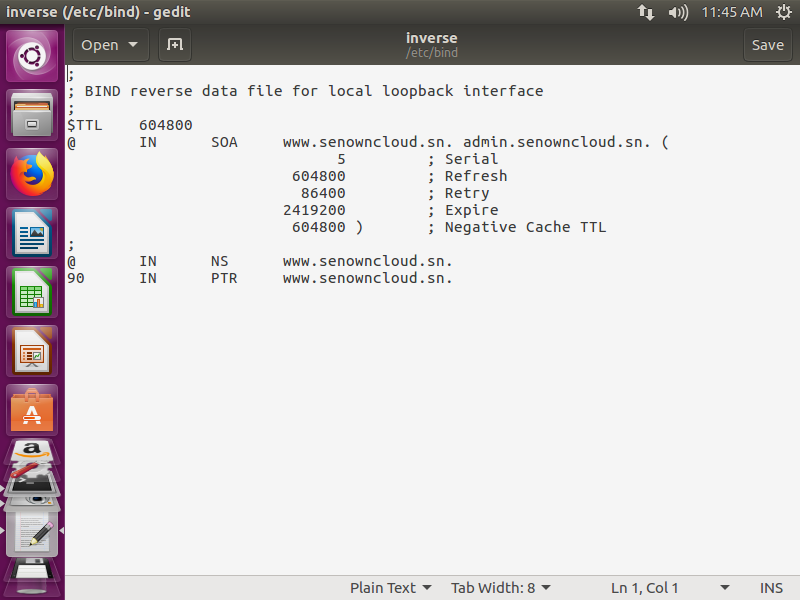 inverse (/etc/bind) - gedit
11:45 AM
Open
inverse
/etc/bind
Save
;
; BIND reverse data file for local loopback interface
;
$TTL	604800
@	IN	SOA	www.senowncloud.sn. admin.senowncloud.sn. (
			      5		; Serial
			 604800		; Refresh
			  86400		; Retry
			2419200		; Expire
			 604800 )	; Negative Cache TTL
;
@	IN	NS	www.senowncloud.sn.
90	IN	PTR	www.senowncloud.sn.
Plain Text Tab Width: 8 Ln 1, Col 1 INS